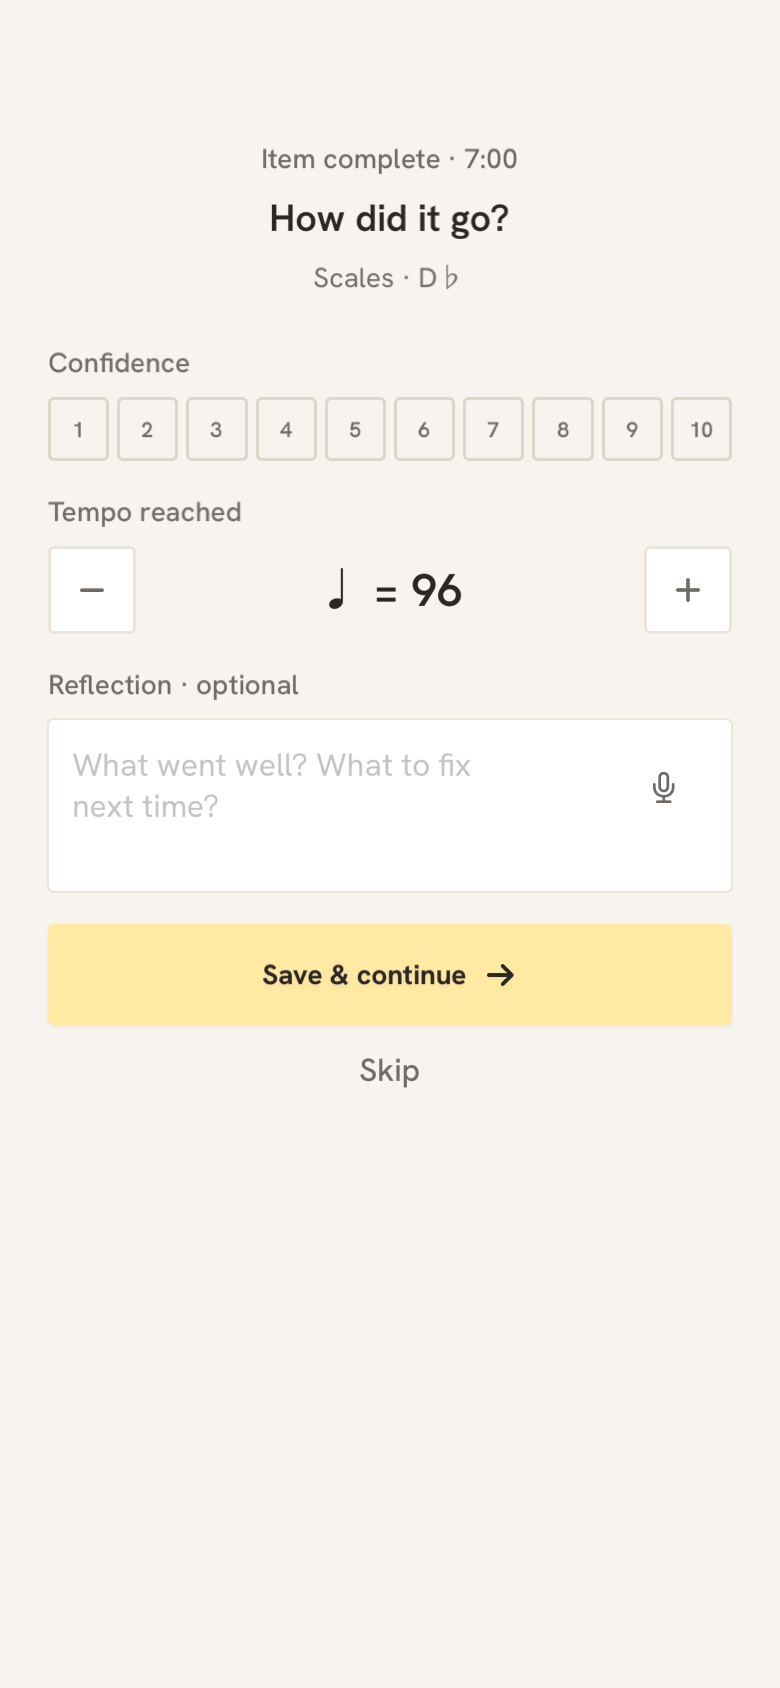 Item complete · 7:00
How did it go?
Scales · D♭
Confidence
1 2 3 4 5 6 7 8 9 10
Tempo reached
− ♩ = 96 +
Reflection · optional
What went well? What to fix
next time?
Save & continue →
Skip